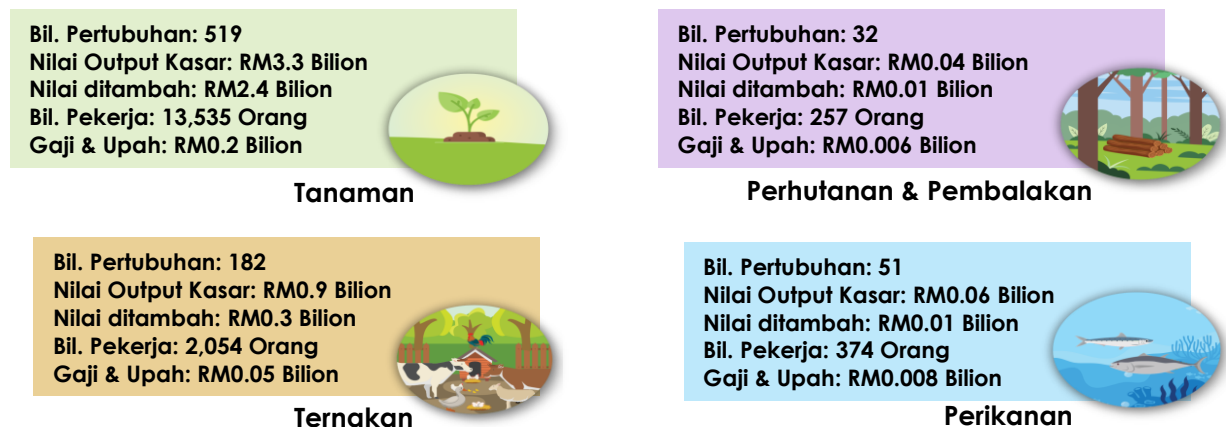 Bil. Pertubuhan: 519
Nilai Output Kasar: RM3.3 Bilion
Nilai ditambah: RM2.4 Bilion
Bil. Pekerja: 13,535 Orang
Gaji & Upah: RM0.2 Bilion
Tanaman
Bil. Pertubuhan: 32
Nilai Output Kasar: RM0.04 Bilion
Nilai ditambah: RM0.01 Bilion
Bil. Pekerja: 257 Orang
Gaji & Upah: RM0.006 Bilion
Perhutanan & Pembalakan
Bil. Pertubuhan: 182
Nilai Output Kasar: RM0.9 Bilion
Nilai ditambah: RM0.3 Bilion
Bil. Pekerja: 2,054 Orang
Gaji & Upah: RM0.05 Bilion
Ternakan
Bil. Pertubuhan: 51
Nilai Output Kasar: RM0.06 Bilion
Nilai ditambah: RM0.01 Bilion
Bil. Pekerja: 374 Orang
Gaji & Upah: RM0.008 Bilion
Perikanan